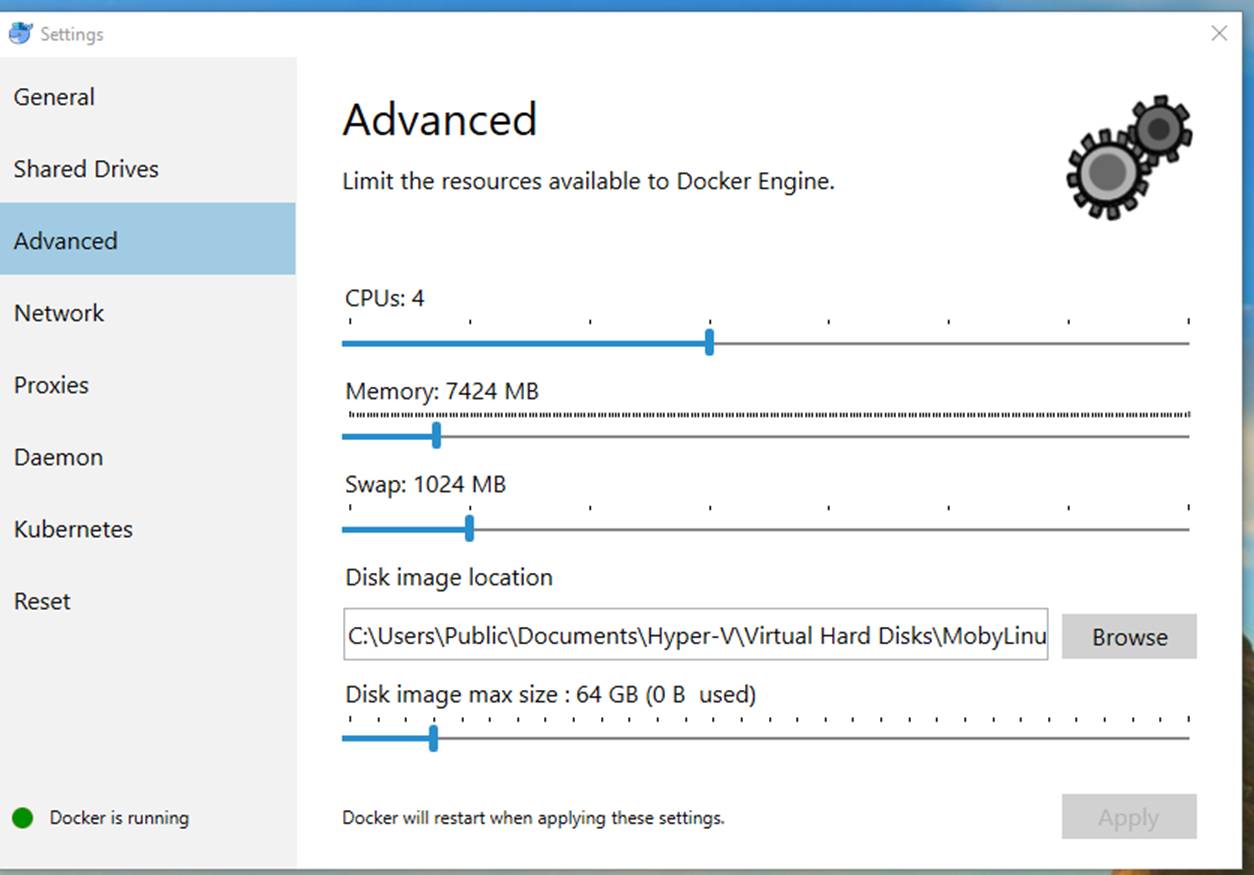 Settings
General
Shared Drives
Advanced
Network
Proxies
Daemon
Kubernetes
Reset
Docker is running
Advanced
Limit the resources available to Docker Engine.
CPUs: 4
Memory: 7424 MB
Swap: 1024 MB
Disk image location
C:\Users\Public\Documents\Hyper-V\Virtual Hard Disks\MobyLinu
Browse
Disk image max size : 64 GB (0 B  used)
Docker will restart when applying these settings.
Apply